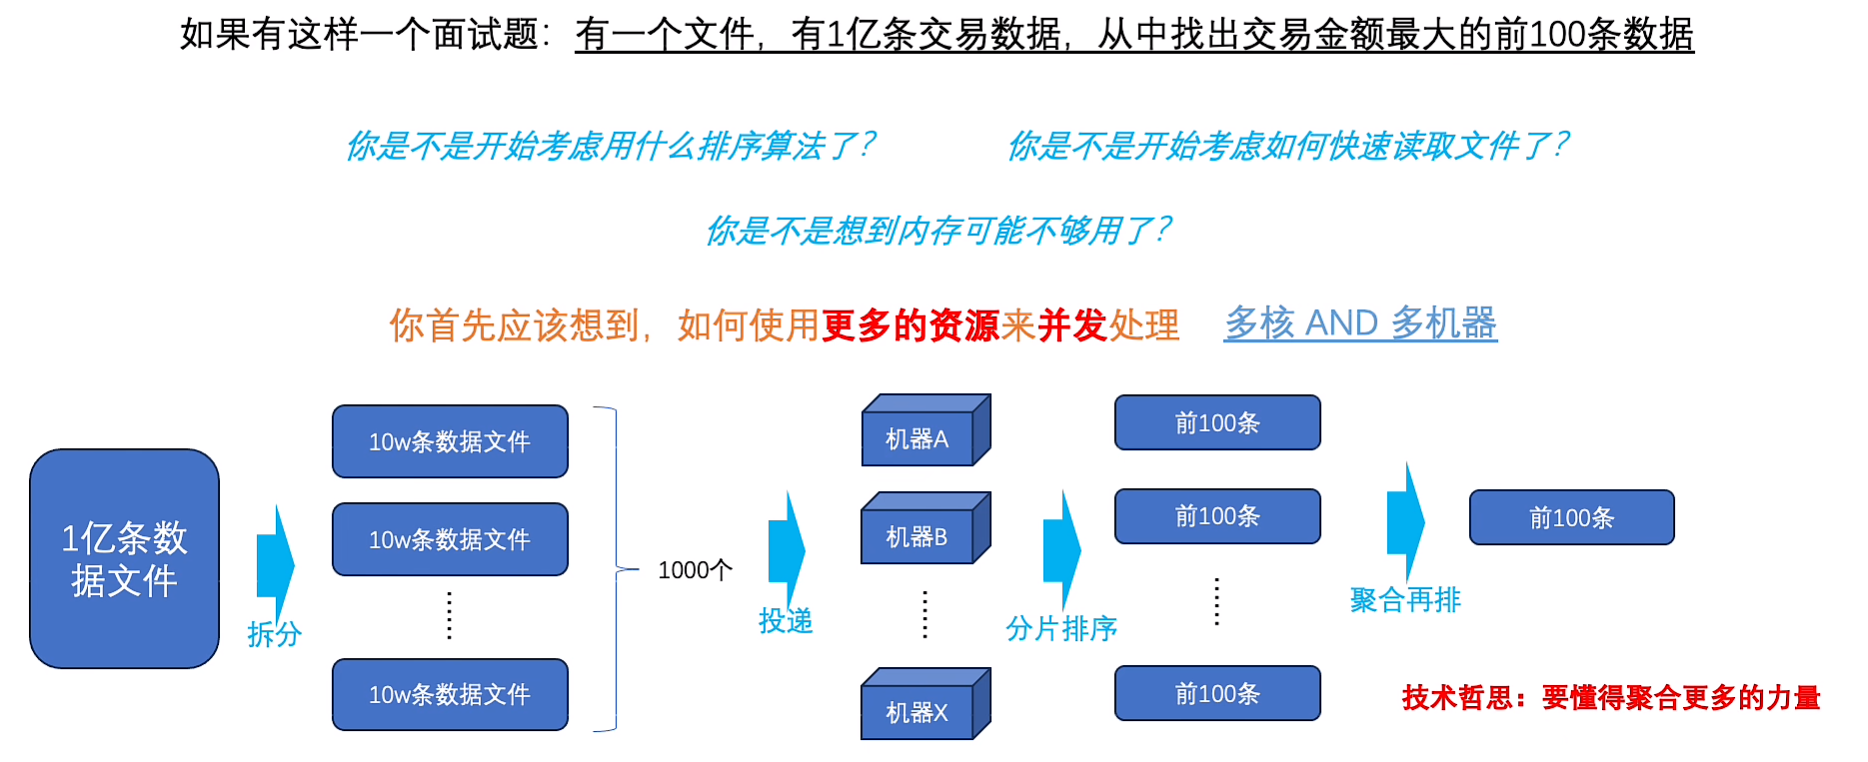 如果有这样一个面试题：有一个文件，有1亿条交易数据，从中找出交易金额最大的前100条数据
你是不是开始考虑用什么排序算法了？
你是不是开始考虑如何快速读取文件了？
你是不是想到内存可能不够用了？
你首先应该想到，如何使用更多的资源来并发处理
多核 AND 多机器
1亿条数
据文件
拆分
10w条数据文件
10w条数据文件
10w条数据文件
1000个
投递
机器A
机器B
机器X
分片排序
前100条
前100条
前100条
聚合再排
前100条
技术哲思：要懂得聚合更多的力量